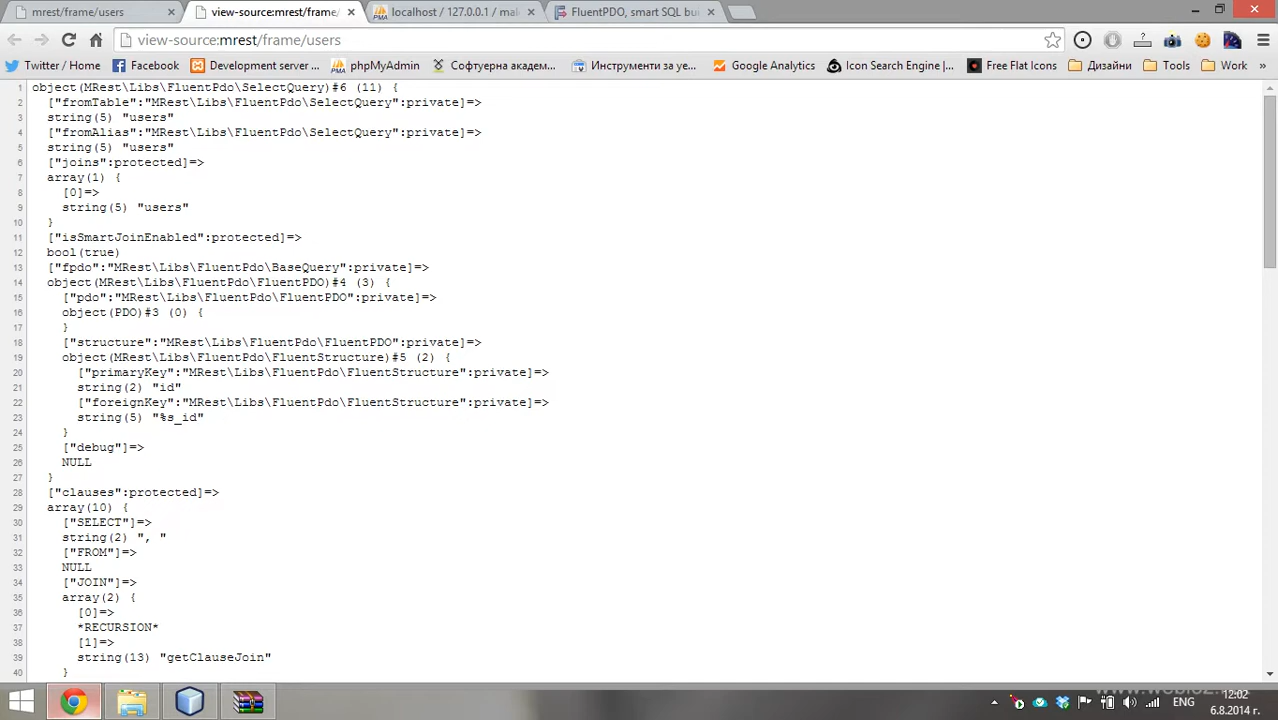 mrest/frame/users
view-source:mrest/frame/
localhost / 127.0.0.1 / mai
FluentPDO, smart SQL bu
view-source:mrest/frame/users
Twitter / Home
Facebook
Development server ...
phpMyAdmin
Софтуерна академ...
Инструменти за уе...
Google Analytics
Icon Search Engine |...
Free Flat Icons
Дизайни
Tools
Work
»
1 object(MRest\Libs\FluentPdo\SelectQuery)#6 (11) {
2 ["fromTable":"MRest\Libs\FluentPdo\SelectQuery":private]=>
3 string(5) "users"
4 ["fromAlias":"MRest\Libs\FluentPdo\SelectQuery":private]=>
5 string(5) "users"
6 ["joins":protected]=>
7 array(1) {
8 [0]=>
9 string(5) "users"
10 }
11 ["isSmartJoinEnabled":protected]=>
12 bool(true)
13 ["fpdo":"MRest\Libs\FluentPdo\BaseQuery":private]=>
14 object(MRest\Libs\FluentPdo\FluentPDO)#4 (3) {
15 ["pdo":"MRest\Libs\FluentPdo\FluentPDO":private]=>
16 object(PDO)#3 (0) {
17 }
18 ["structure":"MRest\Libs\FluentPdo\FluentPDO":private]=>
19 object(MRest\Libs\FluentPdo\FluentStructure)#5 (2) {
20 ["primaryKey":"MRest\Libs\FluentPdo\FluentStructure":private]=>
21 string(2) "id"
22 ["foreignKey":"MRest\Libs\FluentPdo\FluentStructure":private]=>
23 string(5) "%s_id"
24 }
25 ["debug"]=>
26 NULL
27 }
28 ["clauses":protected]=>
29 array(10) {
30 ["SELECT"]=>
31 string(2) ", "
32 ["FROM"]=>
33 NULL
34 ["JOIN"]=>
35 array(2) {
36 [0]=>
37 *RECURSION*
38 [1]=>
39 string(13) "getClauseJoin"
40 }
ENG
12:02
6.8.2014 г.